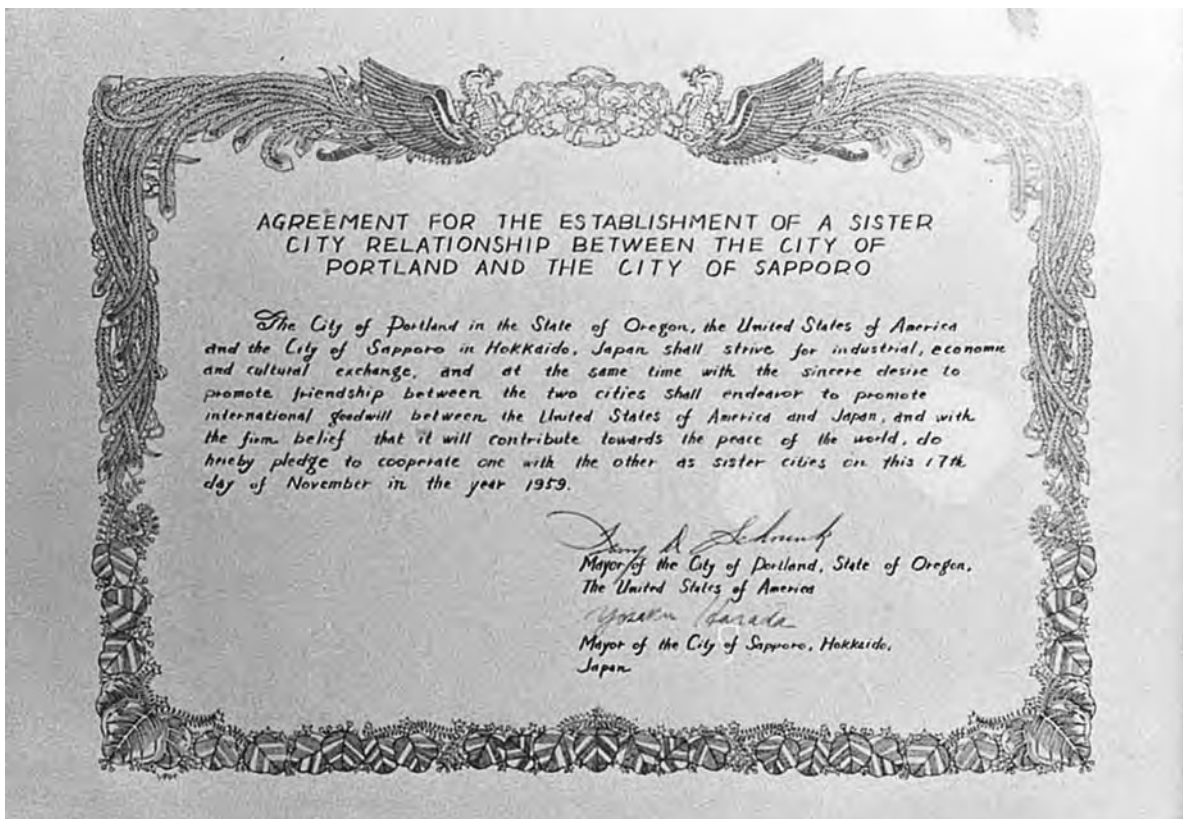 AGREEMENT FOR THE ESTABLISHMENT OF A SISTER
CITY RELATIONSHIP BETWEEN THE CITY OF
PORTLAND AND THE CITY OF SAPPORO
The City of Portland in the State of Oregon, the United States of America
and the City of Sapporo in Hokkaido, Japan shall strive for industrial, economic
and cultural exchange, and at the same time with the sincere desire to
promote friendship between the two cities shall endeavor to promote
international goodwill between the United States of America and Japan, and with
the firm belief that it will contribute towards the peace of the world, do
hereby pledge to cooperate one with the other as sister cities on this 17th
day of November in the year 1959.
Terry D Schrunk
Mayor of the City of Portland, State of Oregon,
The United States of America
Yosaku Harada
Mayor of the City of Sapporo, Hokkaido,
Japan